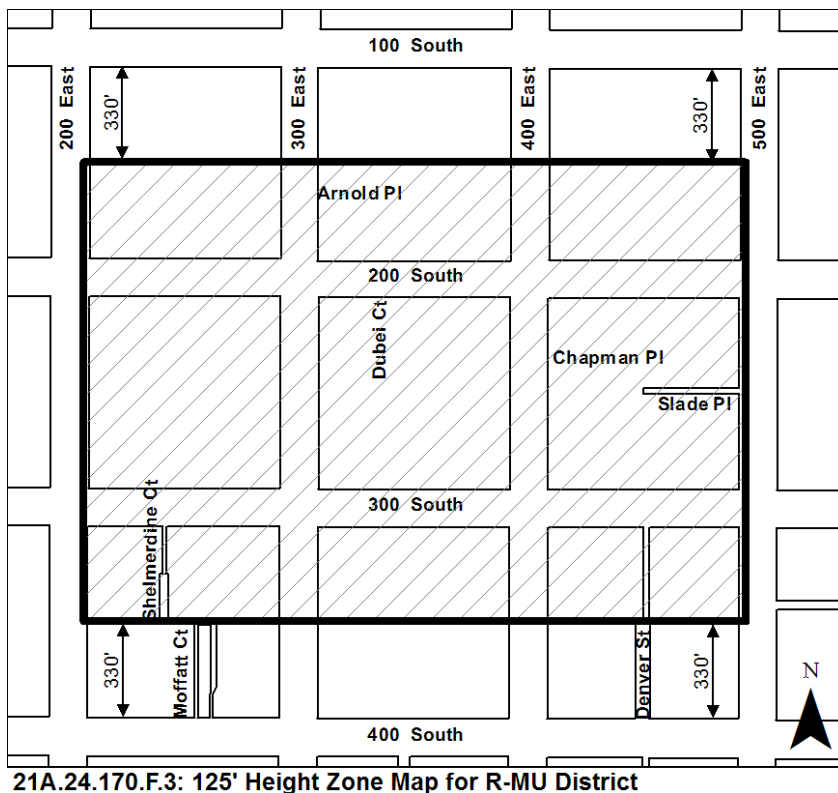 100 South
200 East
300 East
400 East
500 East
330'
330'
Arnold Pl
200 South
Dubei Ct
Chapman Pl
Slade Pl
300 South
Shelmerdine Ct
Moffatt Ct
Denver St
330'
330'
N
400 South
21A.24.170.F.3: 125' Height Zone Map for R-MU District